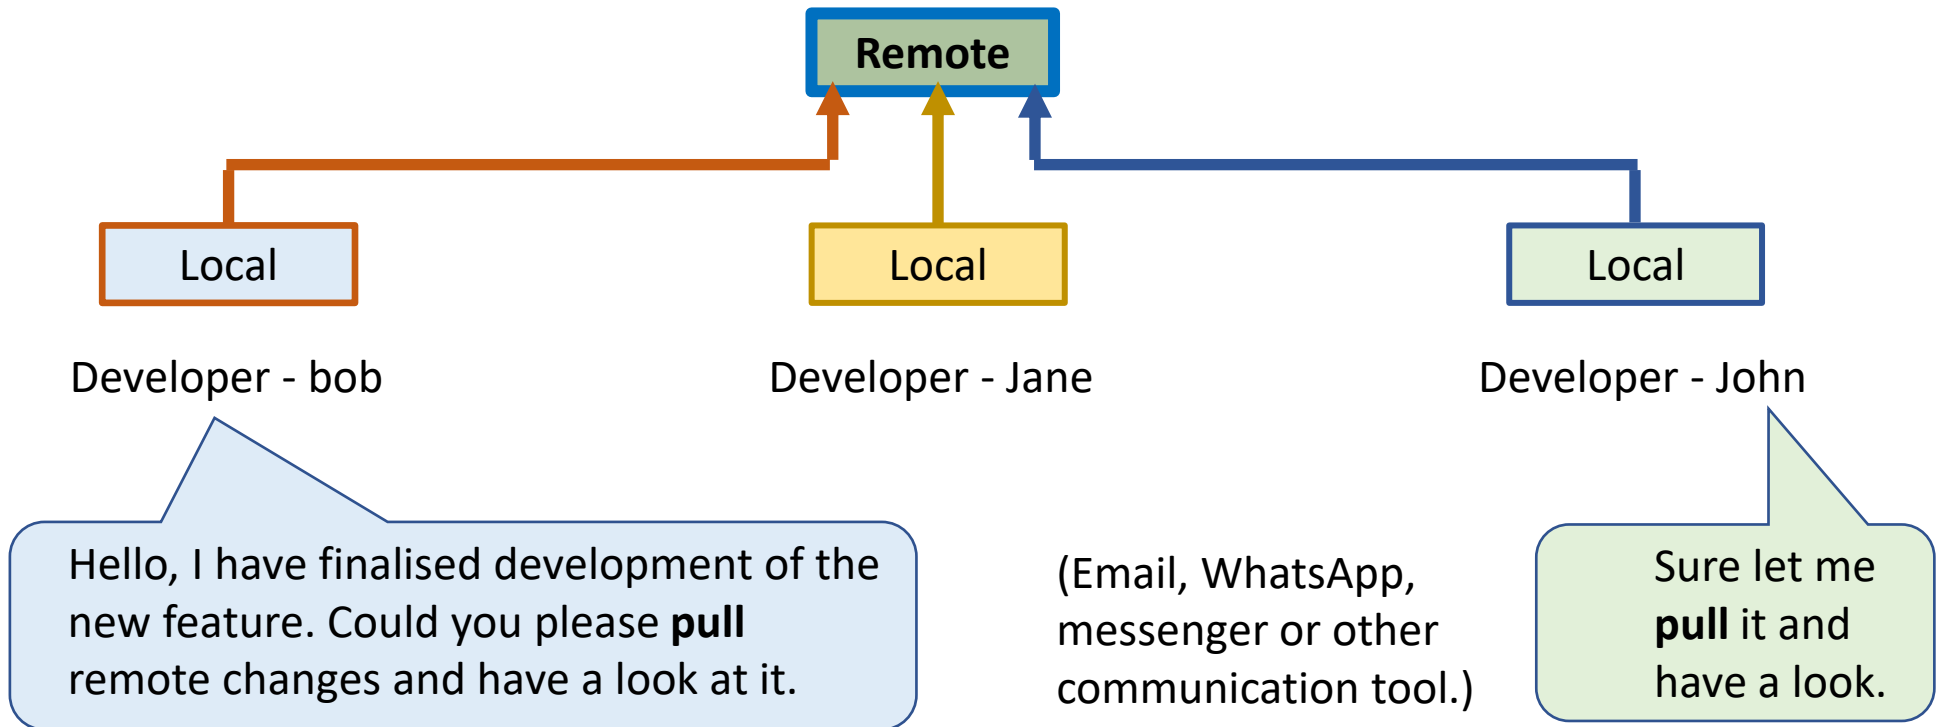 Remote
Local
Local
Local
Developer - bob
Developer - Jane
Developer - John
Hello, I have finalised development of the
new feature. Could you please pull
remote changes and have a look at it.
(Email, WhatsApp,
messenger or other
communication tool.)
Sure let me
pull it and
have a look.